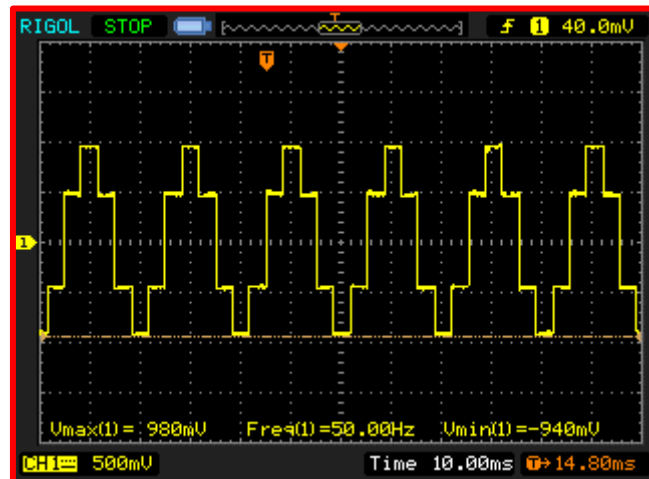 RIGOL STOP T f 1 40.0mV
T
1
Vmax(1)= 980mV Freq(1)=50.00Hz Vmin(1)=-940mV
CH1 500mV Time 10.00ms T→14.80ms